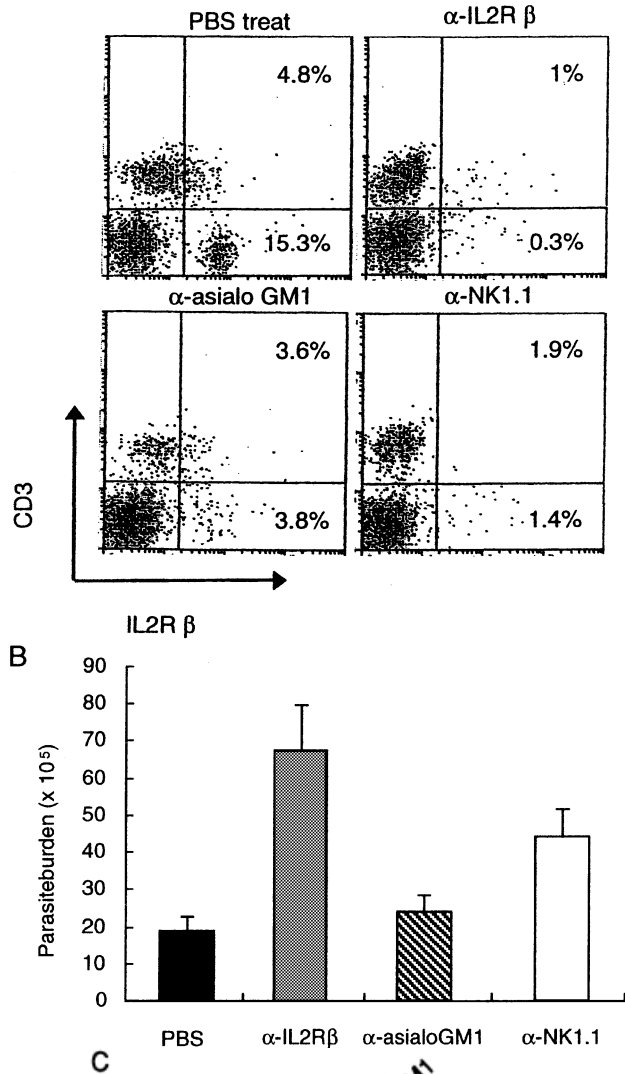 PBS treat
α-IL2R β
4.8%
1%
15.3%
0.3%
α-asialo GM1
α-NK1.1
3.6%
1.9%
3.8%
1.4%
CD3
IL2R β
B
90
80
70
60
50
40
30
20
10
0
Parasiteburden (x 10⁵)
PBS
α-IL2Rβ
α-asialoGM1
α-NK1.1
C